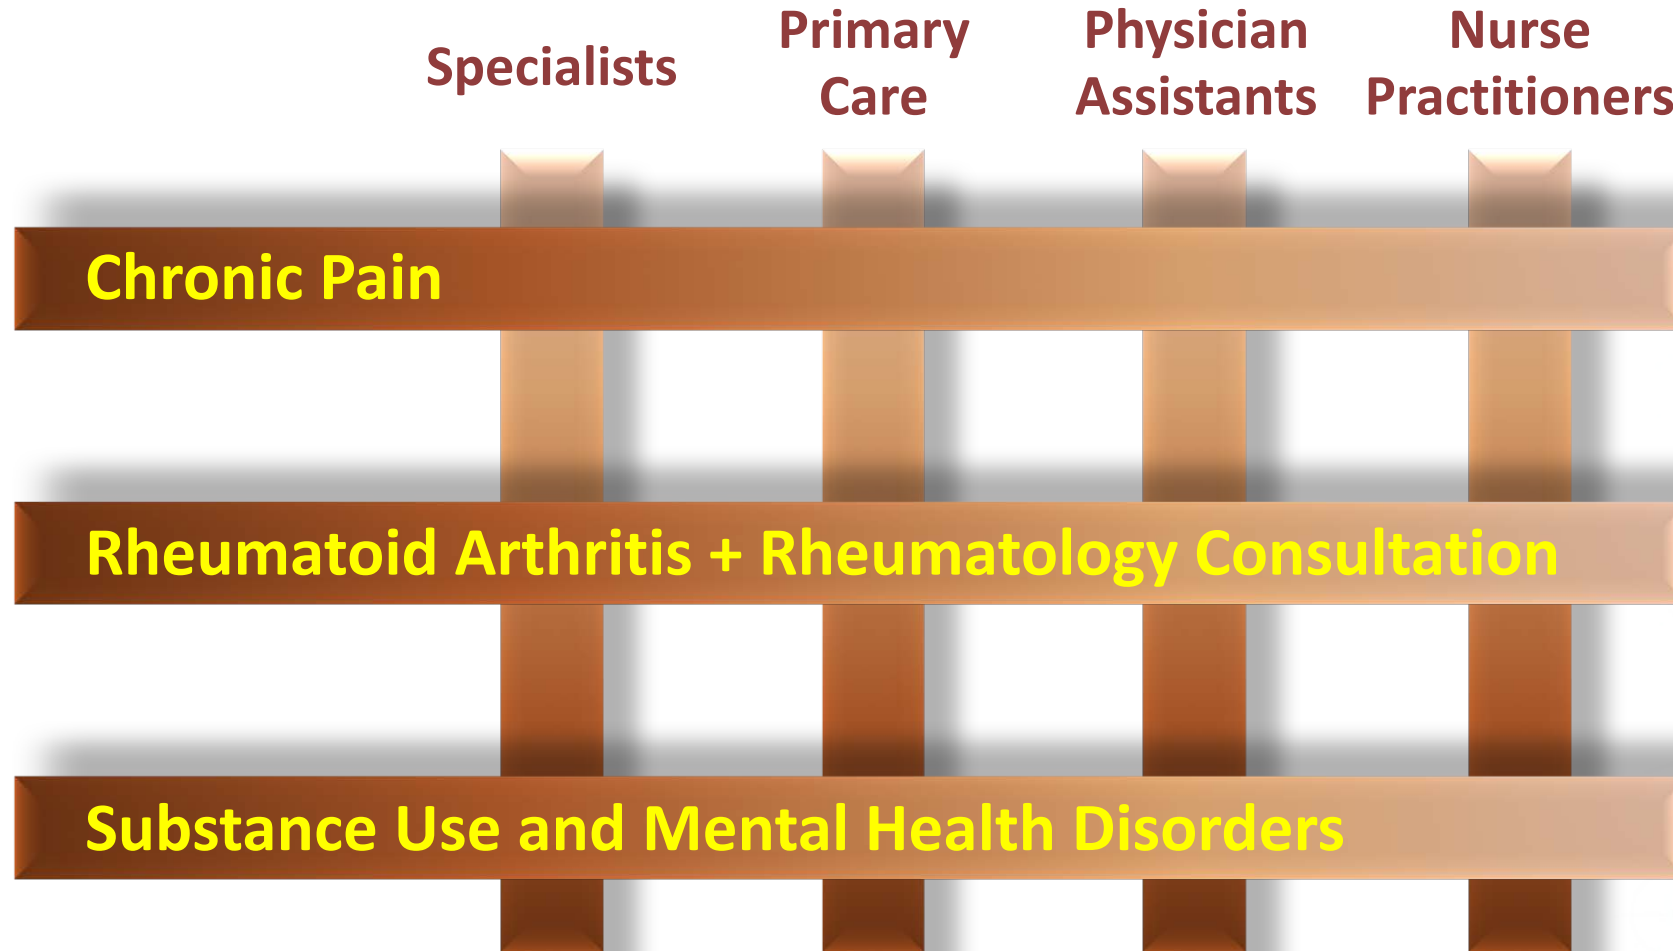 Specialists
Primary
Care
Physician
Assistants
Nurse
Practitioners
Chronic Pain
Rheumatoid Arthritis + Rheumatology Consultation
Substance Use and Mental Health Disorders